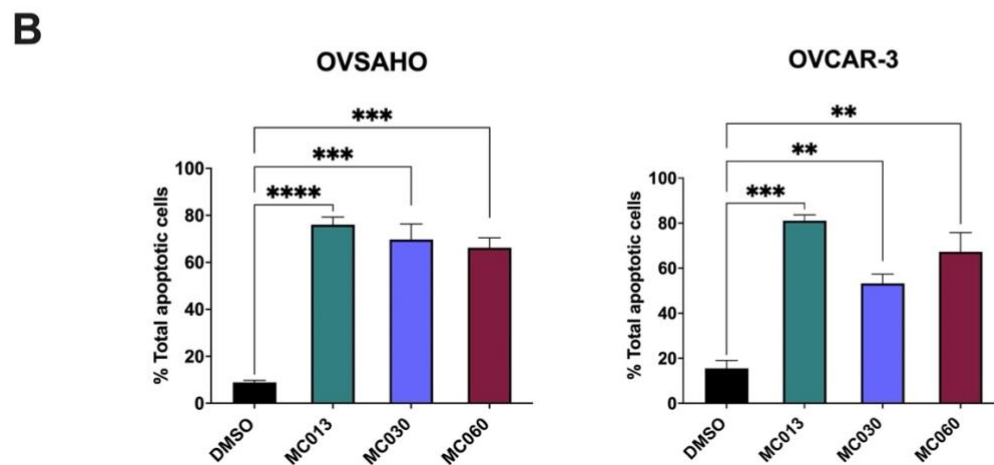 B
OVSAHO
***
***
****
% Total apoptotic cells
100
80
60
40
20
0
DMSO
MC013
MC030
MC060
OVCAR-3
**
**
***
% Total apoptotic cells
100
80
60
40
20
0
DMSO
MC013
MC030
MC060